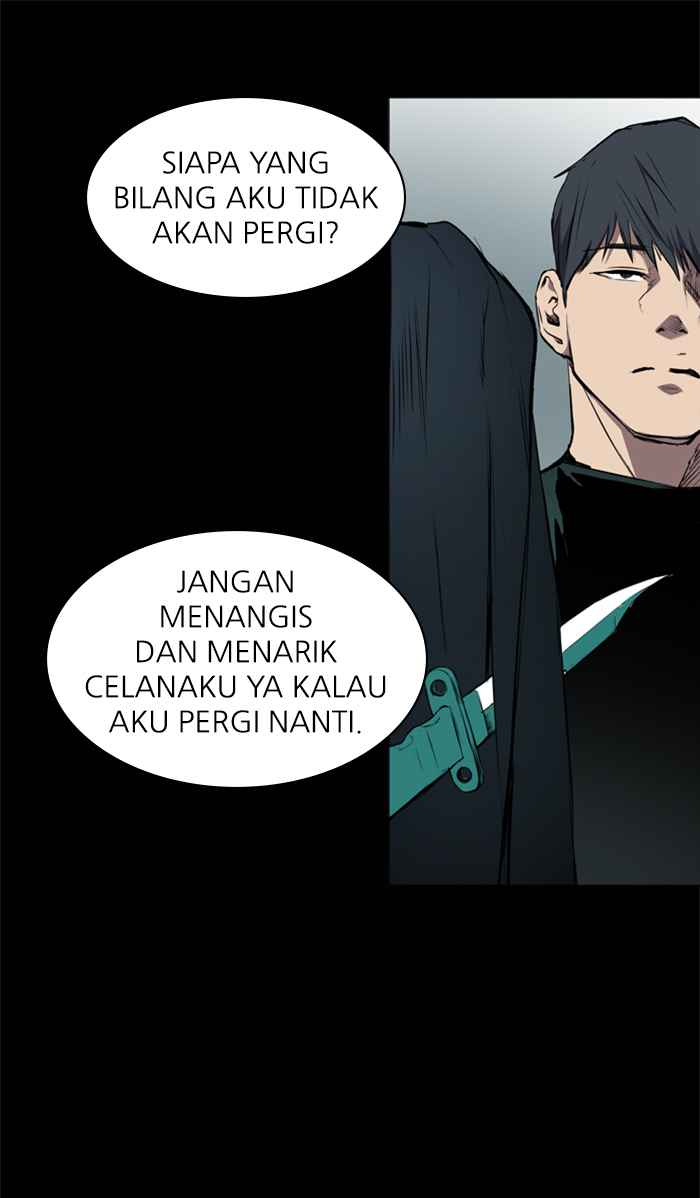 SIAPA YANG
BILANG AKU TIDAK
AKAN PERGI?
JANGAN
MENANGIS
DAN MENARIK
CELANAKU YA KALAU
AKU PERGI NANTI.